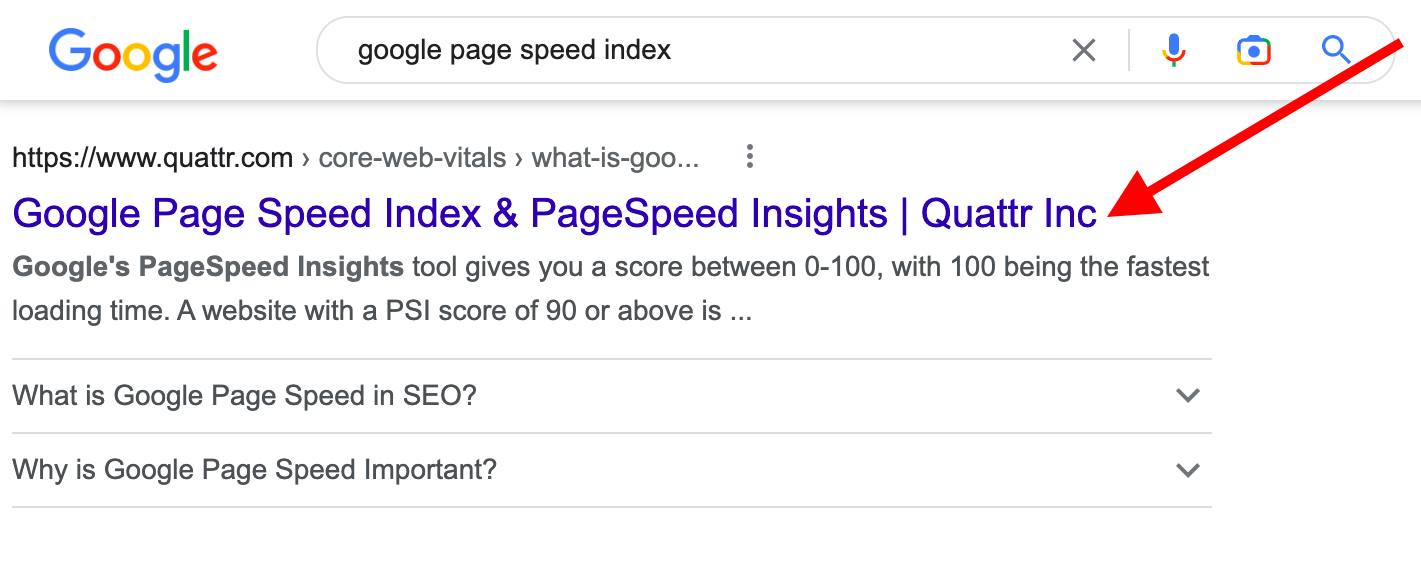 Google
google page speed index
https://www.quattr.com › core-web-vitals › what-is-goo...
Google Page Speed Index & PageSpeed Insights | Quattr Inc
Google's PageSpeed Insights tool gives you a score between 0-100, with 100 being the fastest
loading time. A website with a PSI score of 90 or above is ...
What is Google Page Speed in SEO?
Why is Google Page Speed Important?